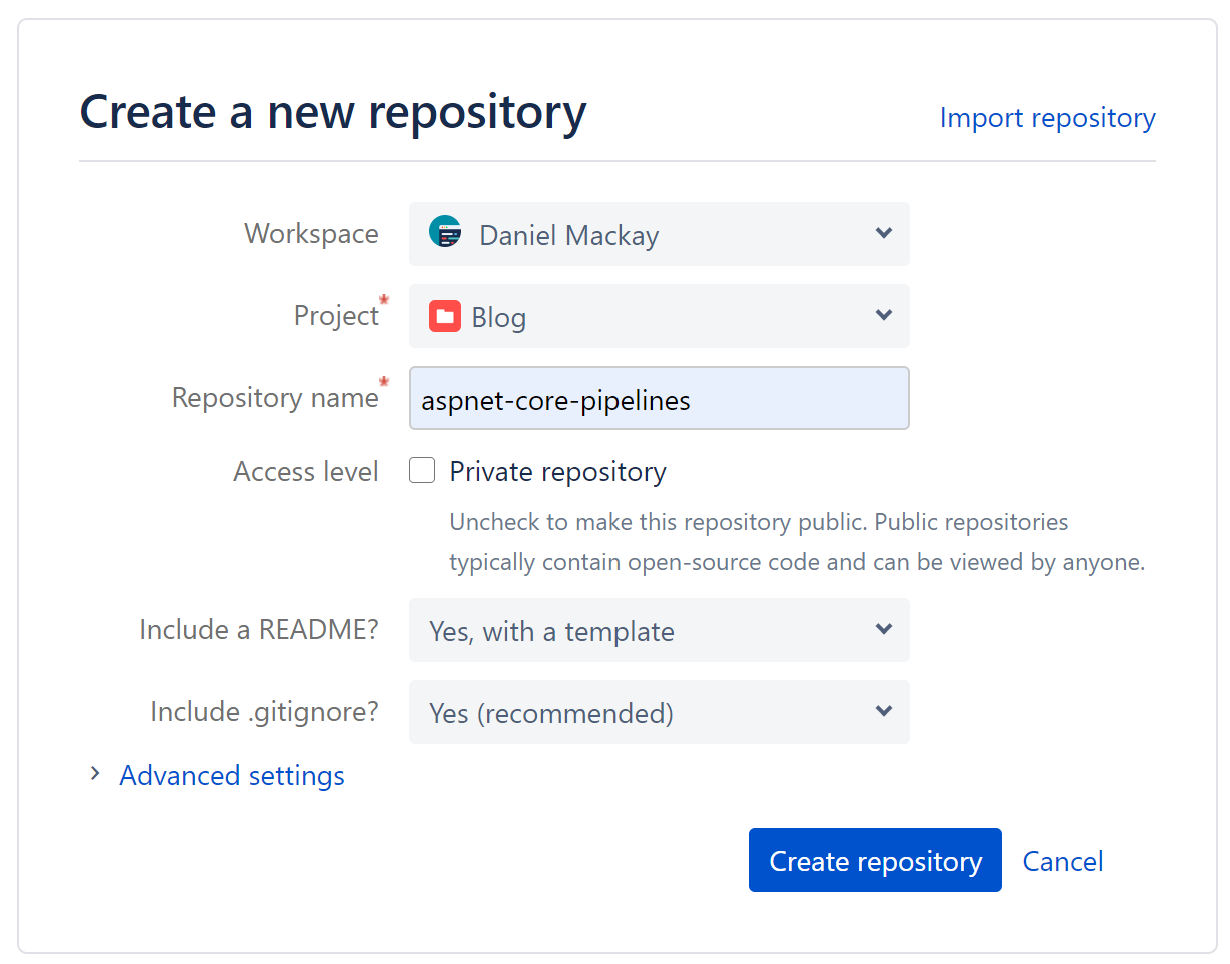 Create a new repository
Import repository
Workspace
Daniel Mackay
Project*
Blog
Repository name*
aspnet-core-pipelines
Access level
Private repository
Uncheck to make this repository public. Public repositories
typically contain open-source code and can be viewed by anyone.
Include a README?
Yes, with a template
Include .gitignore?
Yes (recommended)
Advanced settings
Create repository
Cancel